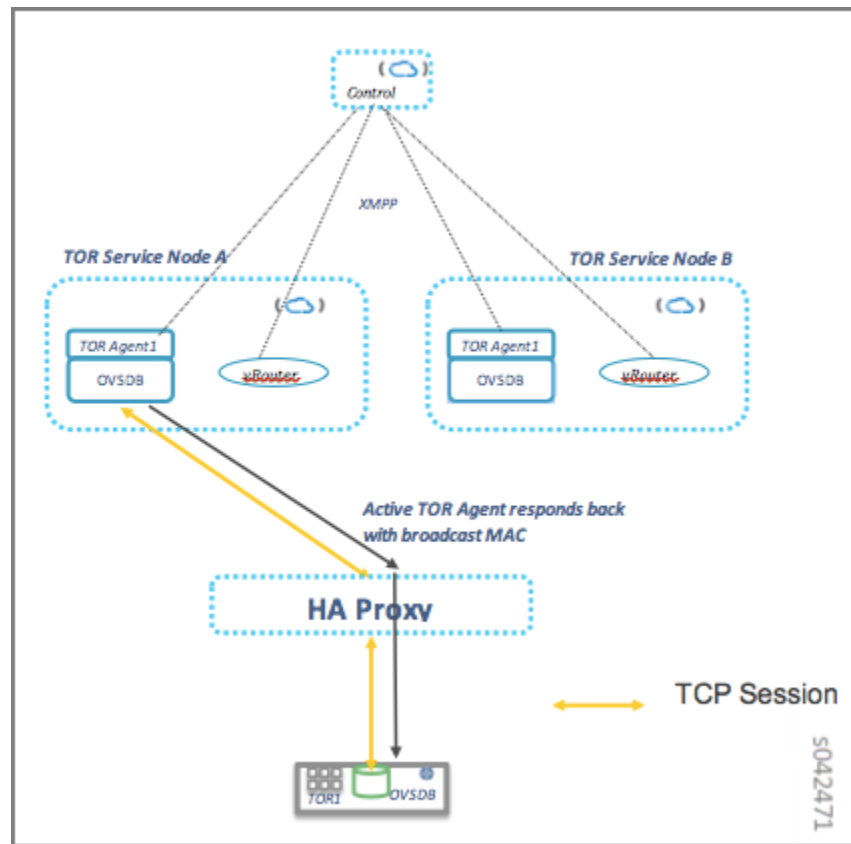 Control
XMPP
TOR Service Node A
TOR Service Node B
TOR Agent1
OVSDB
vRouter
TOR Agent1
OVSDB
vRouter
Active TOR Agent responds back
with broadcast MAC
HA Proxy
TCP Session
TOR1
OVSDB
s042471